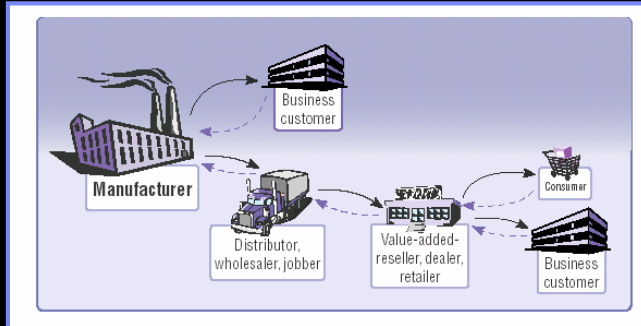 Business
customer
Manufacturer
Distributor,
wholesaler, jobber
Value-added-
reseller, dealer,
retailer
Consumer
Business
customer